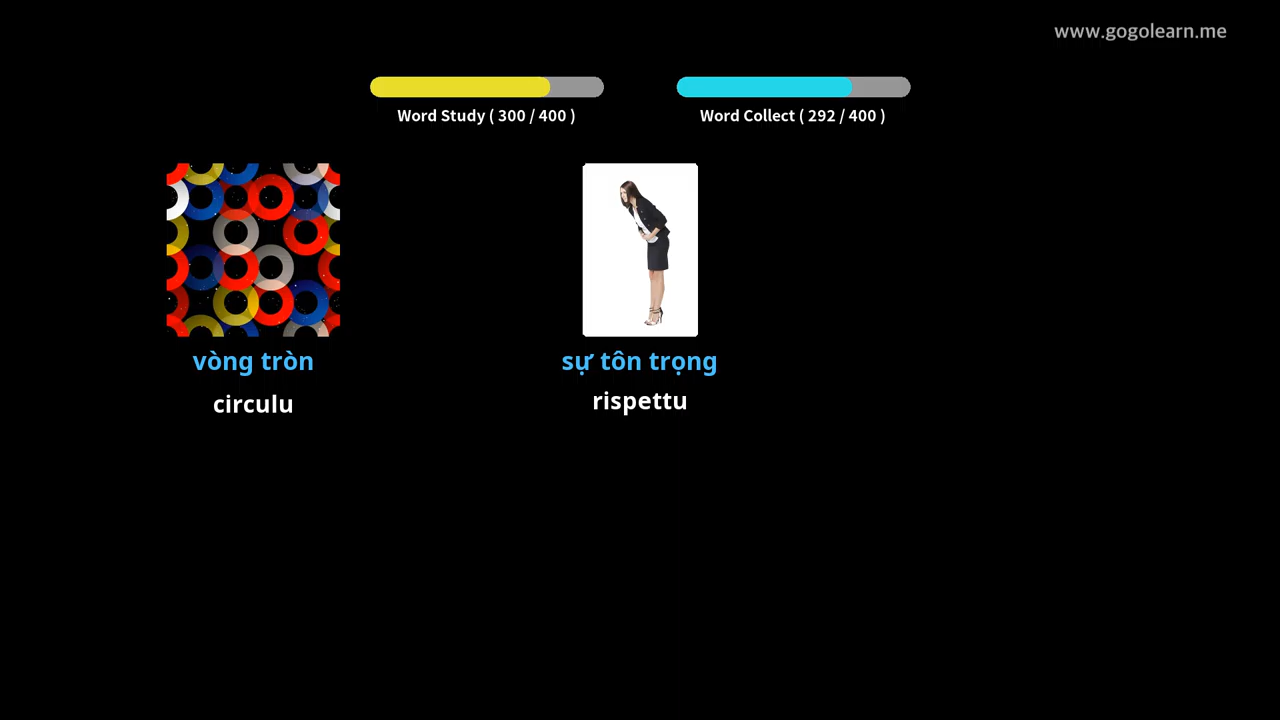 www.gogolearn.me
Word Study ( 300 / 400 )
Word Collect ( 292 / 400 )
vòng tròn
circulu
sự tôn trọng
rispettu